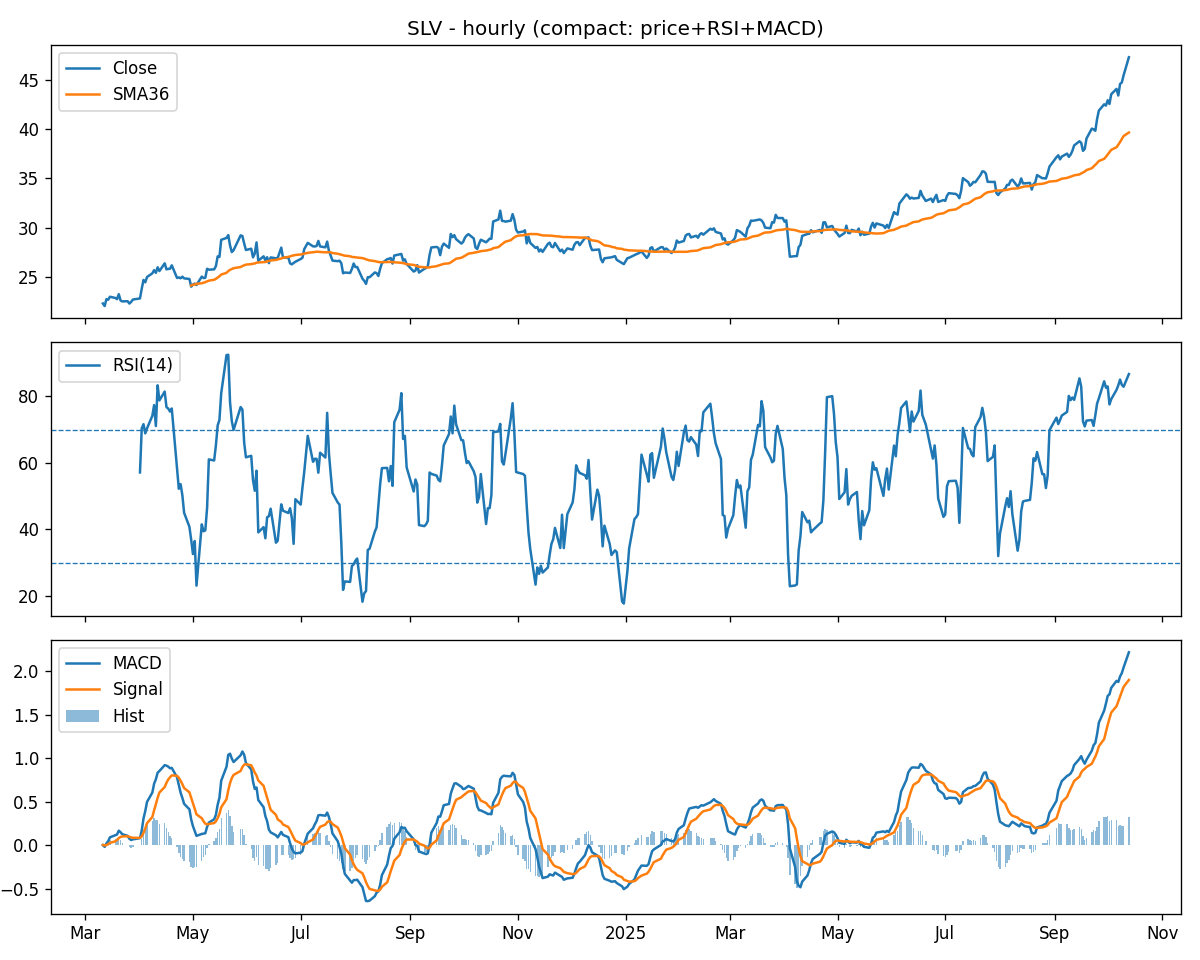 SLV - hourly (compact: price+RSI+MACD)
Close
SMA36
45
40
35
30
25
RSI(14)
80
60
40
20
MACD
Signal
Hist
2.0
1.5
1.0
0.5
0.0
−0.5
Mar May Jul Sep Nov 2025 Mar May Jul Sep Nov